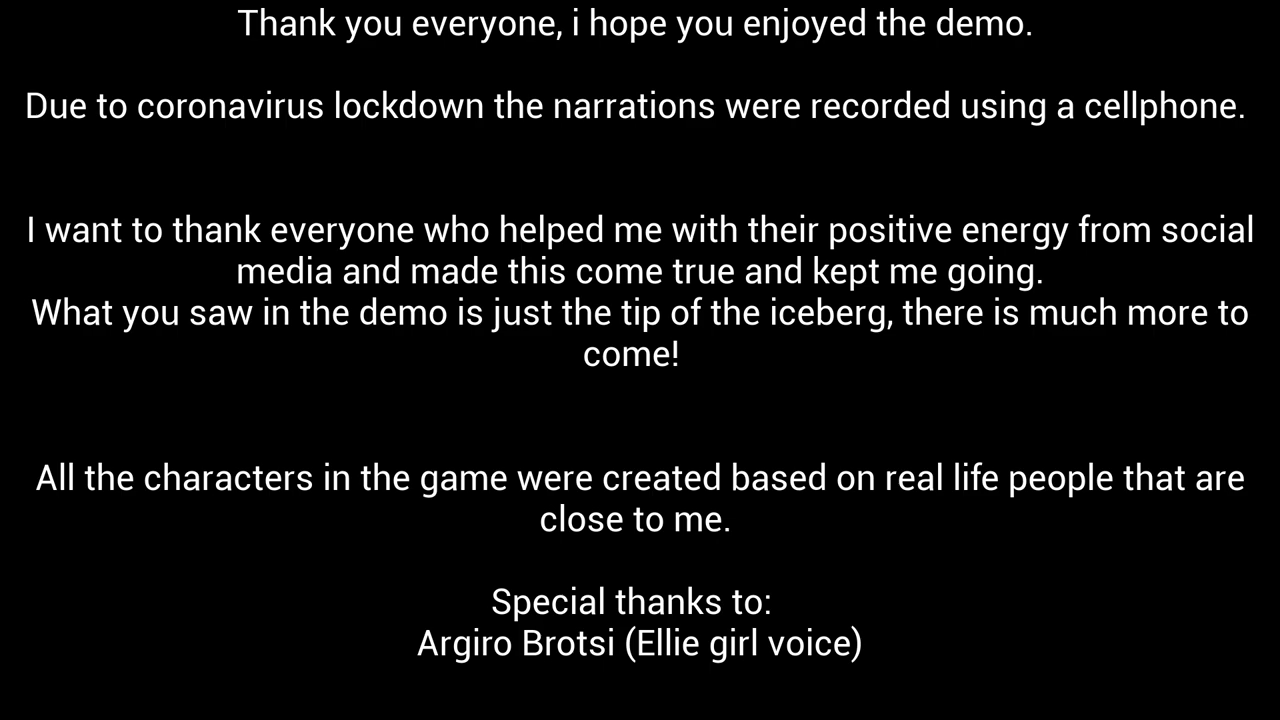 Thank you everyone, i hope you enjoyed the demo.
Due to coronavirus lockdown the narrations were recorded using a cellphone.
I want to thank everyone who helped me with their positive energy from social
media and made this come true and kept me going.
What you saw in the demo is just the tip of the iceberg, there is much more to
come!
All the characters in the game were created based on real life people that are
close to me.
Special thanks to:
Argiro Brotsi (Ellie girl voice)